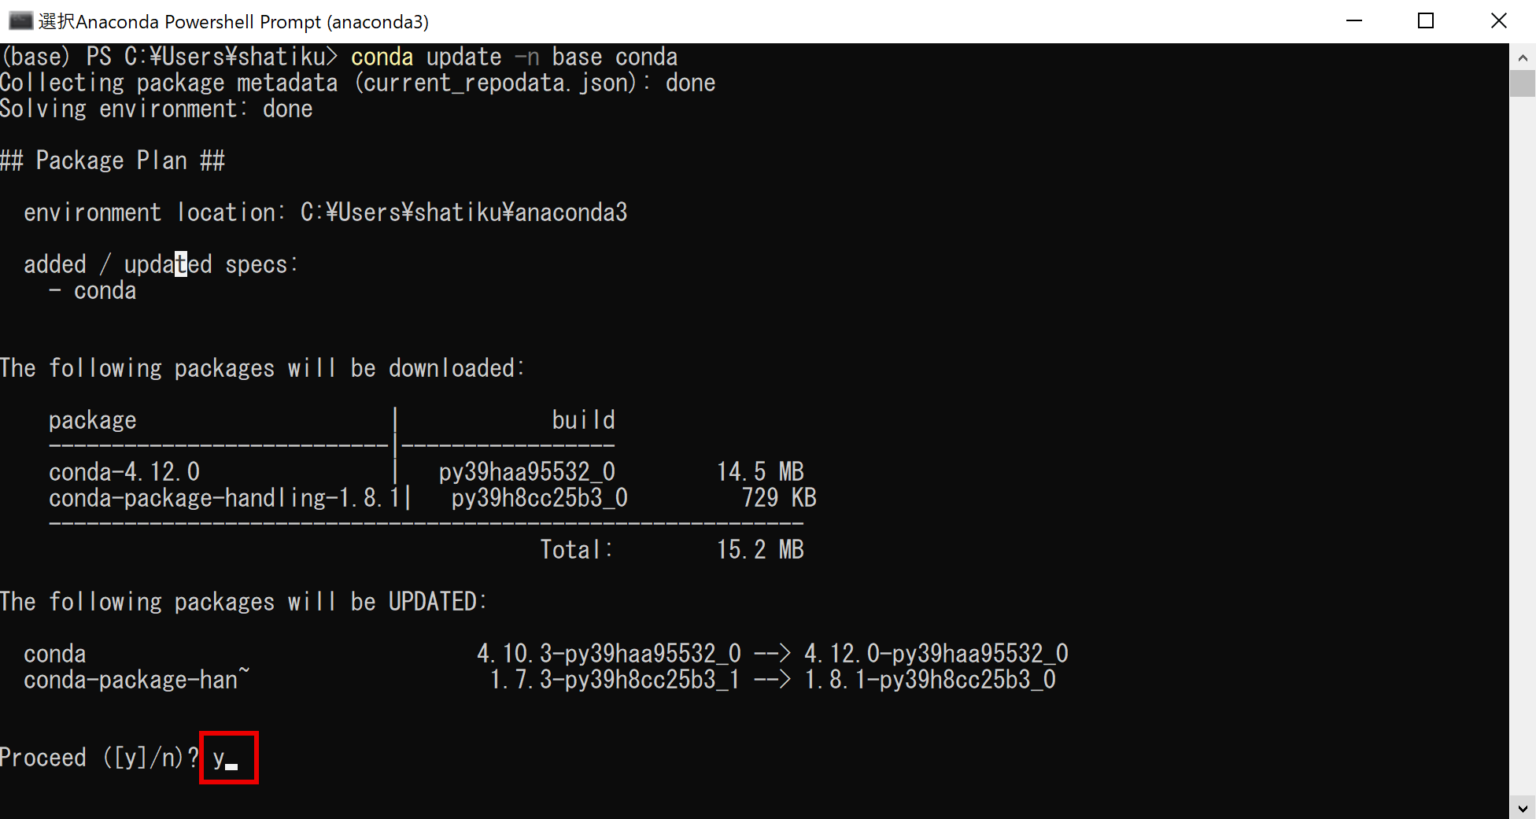 選択Anaconda Powershell Prompt (anaconda3)
(base) PS C:¥Users¥shatiku> conda update -n base conda
Collecting package metadata (current_repodata.json): done
Solving environment: done
## Package Plan ##
environment location: C:¥Users¥shatiku¥anaconda3
added / updated specs:
- conda
The following packages will be downloaded:
package | build
---------------------------|-----------------
conda-4.12.0 | py39haa95532_0 14.5 MB
conda-package-handling-1.8.1| py39h8cc25b3_0 729 KB
------------------------------------------------------------
Total: 15.2 MB
The following packages will be UPDATED:
conda 4.10.3-py39haa95532_0 --> 4.12.0-py39haa95532_0
conda-package-han~ 1.7.3-py39h8cc25b3_1 --> 1.8.1-py39h8cc25b3_0
Proceed ([y]/n)? y